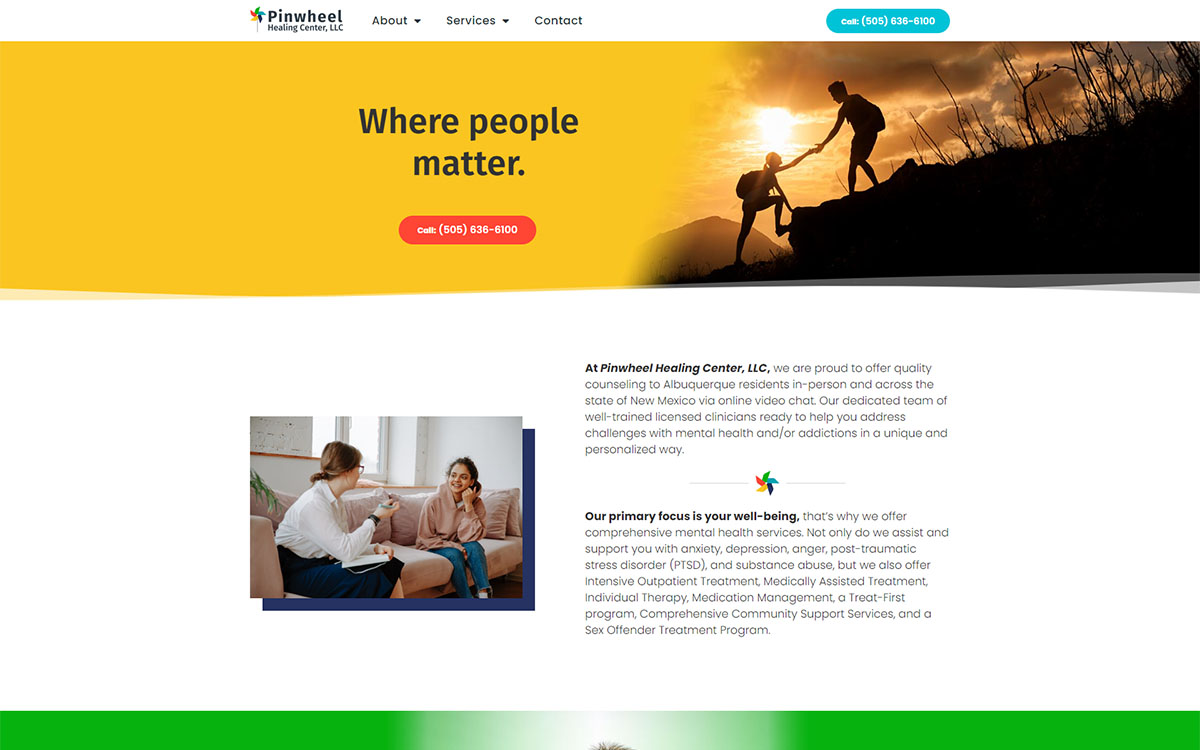 Pinwheel
Healing Center, LLC
About
Services
Contact
Call: (505) 636-6100
Where people
matter.
Call: (505) 636-6100
At Pinwheel Healing Center, LLC, we are proud to offer quality
counseling to Albuquerque residents in-person and across the
state of New Mexico via online video chat. Our dedicated team of
well-trained licensed clinicians ready to help you address
challenges with mental health and/or addictions in a unique and
personalized way.
Our primary focus is your well-being, that’s why we offer
comprehensive mental health services. Not only do we assist and
support you with anxiety, depression, anger, post-traumatic
stress disorder (PTSD), and substance abuse, but we also offer
Intensive Outpatient Treatment, Medically Assisted Treatment,
Individual Therapy, Medication Management, a Treat-First
program, Comprehensive Community Support Services, and a
Sex Offender Treatment Program.